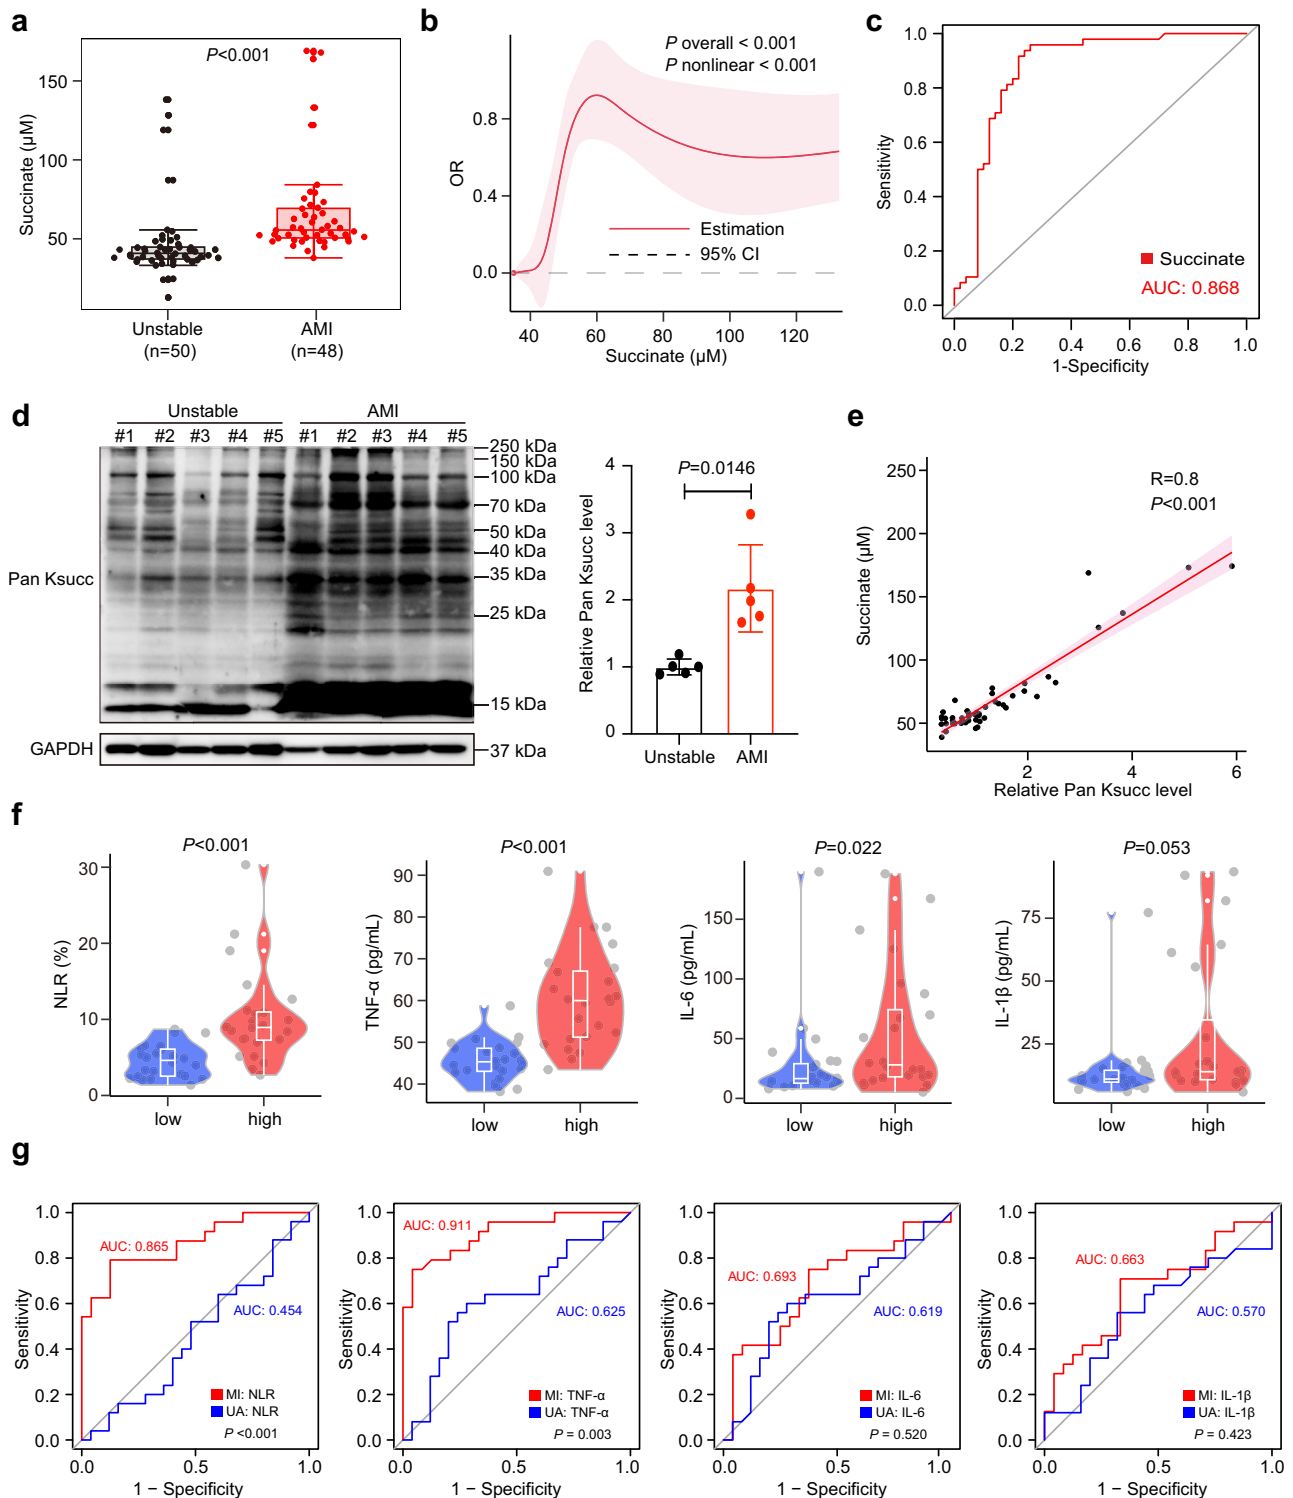 a
P<0.001
Succinate (μM)
150
100
50
Unstable
(n=50)
AMI
(n=48)
b
P overall < 0.001
P nonlinear < 0.001
OR
0.8
0.4
0.0
Estimation
95% CI
40
60
80
100
120
Succinate (μM)
c
Sensitivity
1.0
0.8
0.6
0.4
0.2
0.0
Succinate
AUC: 0.868
0.0
0.2
0.4
0.6
0.8
1.0
1-Specificity
d
Unstable
AMI
#1 #2 #3 #4 #5 #1 #2 #3 #4 #5
250 kDa
150 kDa
100 kDa
70 kDa
50 kDa
40 kDa
35 kDa
25 kDa
15 kDa
Pan Ksucc
GAPDH
37 kDa
Relative Pan Ksucc level
4
3
2
1
0
P=0.0146
Unstable
AMI
e
Succinate (μM)
250
200
150
100
50
R=0.8
P<0.001
2
4
6
Relative Pan Ksucc level
f
P<0.001
NLR (%)
30
20
10
0
low
high
P<0.001
TNF-α (pg/mL)
90
80
70
60
50
40
low
high
P=0.022
IL-6 (pg/mL)
150
100
50
0
low
high
P=0.053
IL-1β (pg/mL)
75
50
25
low
high
g
Sensitivity
1.0
0.8
0.6
0.4
0.2
0.0
AUC: 0.865
AUC: 0.454
MI: NLR
UA: NLR
P <0.001
0.0
0.5
1.0
1 − Specificity
Sensitivity
1.0
0.8
0.6
0.4
0.2
0.0
AUC: 0.911
AUC: 0.625
MI: TNF-α
UA: TNF-α
P = 0.003
0.0
0.5
1.0
1 − Specificity
Sensitivity
1.0
0.8
0.6
0.4
0.2
0.0
AUC: 0.693
AUC: 0.619
MI: IL-6
UA: IL-6
P = 0.520
0.0
0.5
1.0
1 − Specificity
Sensitivity
1.0
0.8
0.6
0.4
0.2
0.0
AUC: 0.663
AUC: 0.570
MI: IL-1β
UA: IL-1β
P = 0.423
0.0
0.5
1.0
1 − Specificity